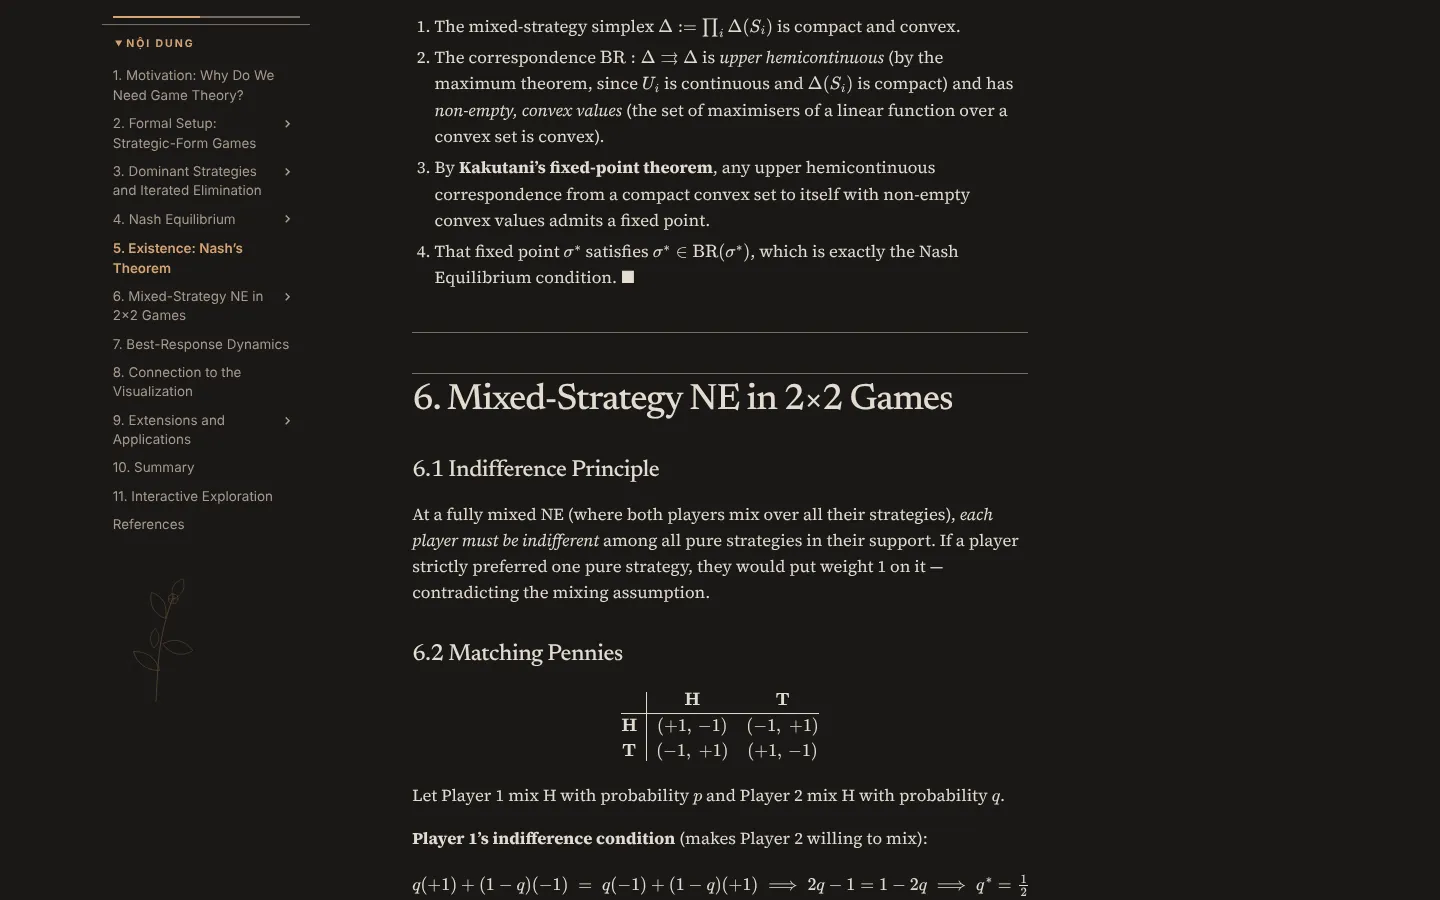 ▼ NỘI DUNG
1. Motivation: Why Do We
Need Game Theory?
2. Formal Setup:
Strategic-Form Games
3. Dominant Strategies
and Iterated Elimination
4. Nash Equilibrium
5. Existence: Nash's
Theorem
6. Mixed-Strategy NE in
2×2 Games
7. Best-Response Dynamics
8. Connection to the
Visualization
9. Extensions and
Applications
10. Summary
11. Interactive Exploration
References
1. The mixed-strategy simplex Δ := ∏ᵢ Δ(Sᵢ) is compact and convex.
2. The correspondence BR : Δ ⇉ Δ is upper hemicontinuous (by the
maximum theorem, since Uᵢ is continuous and Δ(Sᵢ) is compact) and has
non-empty, convex values (the set of maximisers of a linear function over a
convex set is convex).
3. By Kakutani's fixed-point theorem, any upper hemicontinuous
correspondence from a compact convex set to itself with non-empty
convex values admits a fixed point.
4. That fixed point σ* satisfies σ* ∈ BR(σ*), which is exactly the Nash
Equilibrium condition. ■
6. Mixed-Strategy NE in 2×2 Games
6.1 Indifference Principle
At a fully mixed NE (where both players mix over all their strategies), each
player must be indifferent among all pure strategies in their support. If a player
strictly preferred one pure strategy, they would put weight 1 on it —
contradicting the mixing assumption.
6.2 Matching Pennies
H T
H (+1, −1) (−1, +1)
T (−1, +1) (+1, −1)
Let Player 1 mix H with probability p and Player 2 mix H with probability q.
Player 1's indifference condition (makes Player 2 willing to mix):
q(+1) + (1 − q)(−1) = q(−1) + (1 − q)(+1) ⟹ 2q − 1 = 1 − 2q ⟹ q* = 1/2